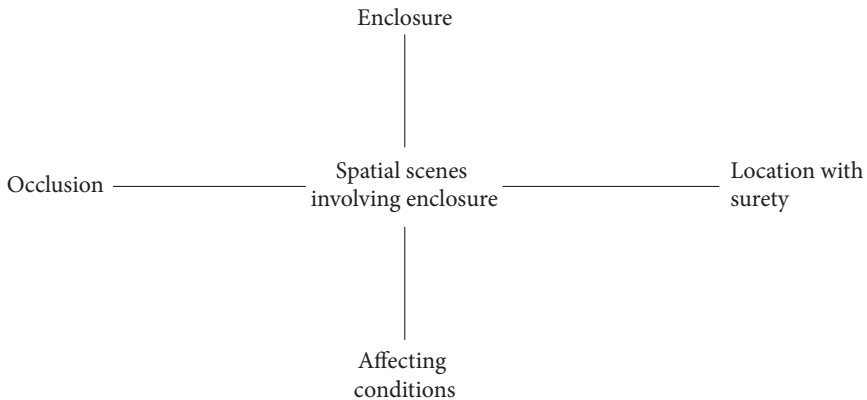 Enclosure
Occlusion
Spatial scenes
involving enclosure
Location with
surety
Affecting
conditions